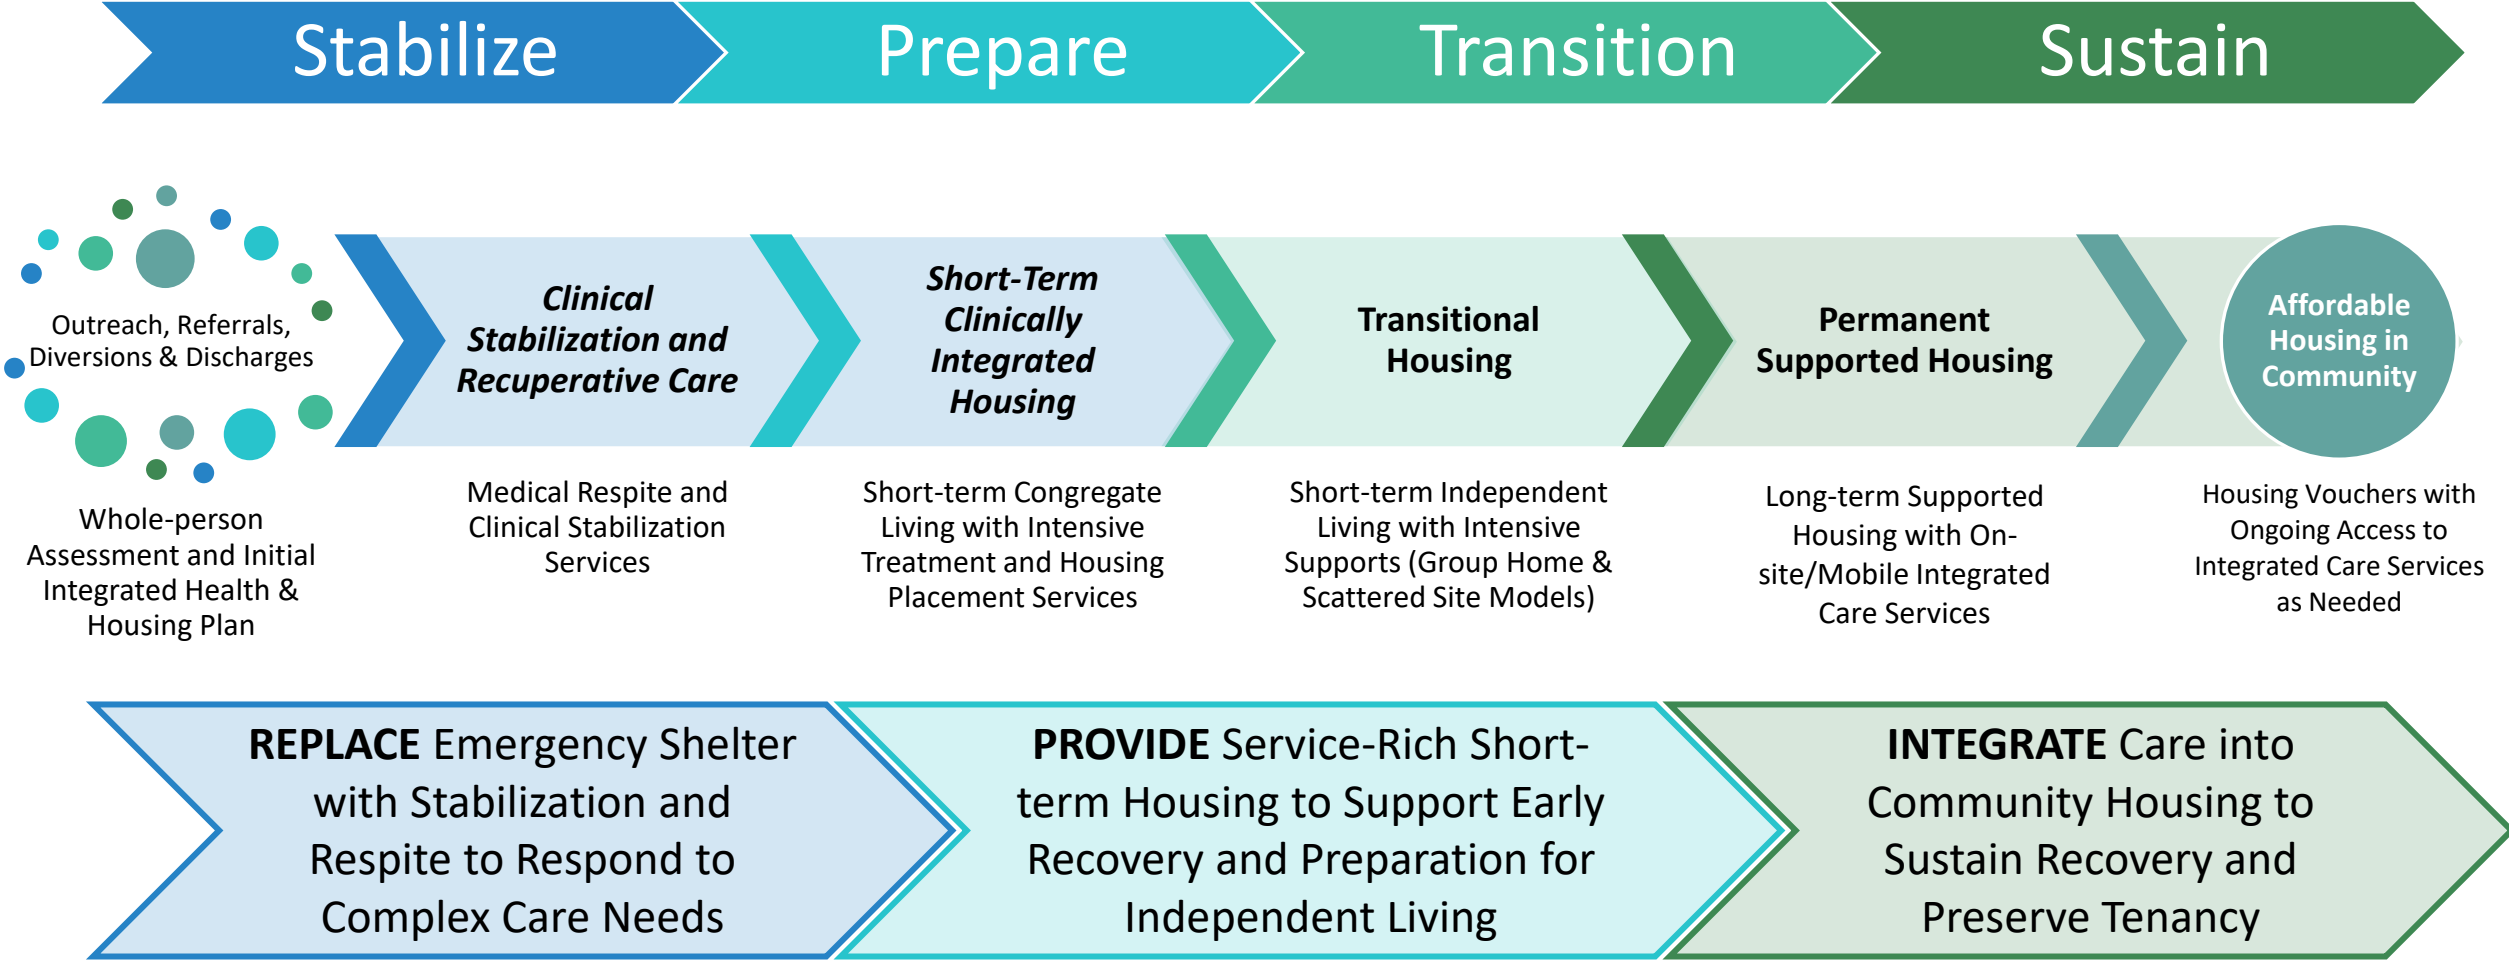 Stabilize
Prepare
Transition
Sustain
Outreach, Referrals,
Diversions & Discharges
Clinical
Stabilization and
Recuperative Care
Short-Term
Clinically
Integrated
Housing
Transitional
Housing
Permanent
Supported Housing
Affordable
Housing in
Community
Whole-person
Assessment and Initial
Integrated Health &
Housing Plan
Medical Respite and
Clinical Stabilization
Services
Short-term Congregate
Living with Intensive
Treatment and Housing
Placement Services
Short-term Independent
Living with Intensive
Supports (Group Home &
Scattered Site Models)
Long-term Supported
Housing with On-
site/Mobile Integrated
Care Services
Housing Vouchers with
Ongoing Access to
Integrated Care Services
as Needed
REPLACE Emergency Shelter
with Stabilization and
Respite to Respond to
Complex Care Needs
PROVIDE Service-Rich Short-
term Housing to Support Early
Recovery and Preparation for
Independent Living
INTEGRATE Care into
Community Housing to
Sustain Recovery and
Preserve Tenancy